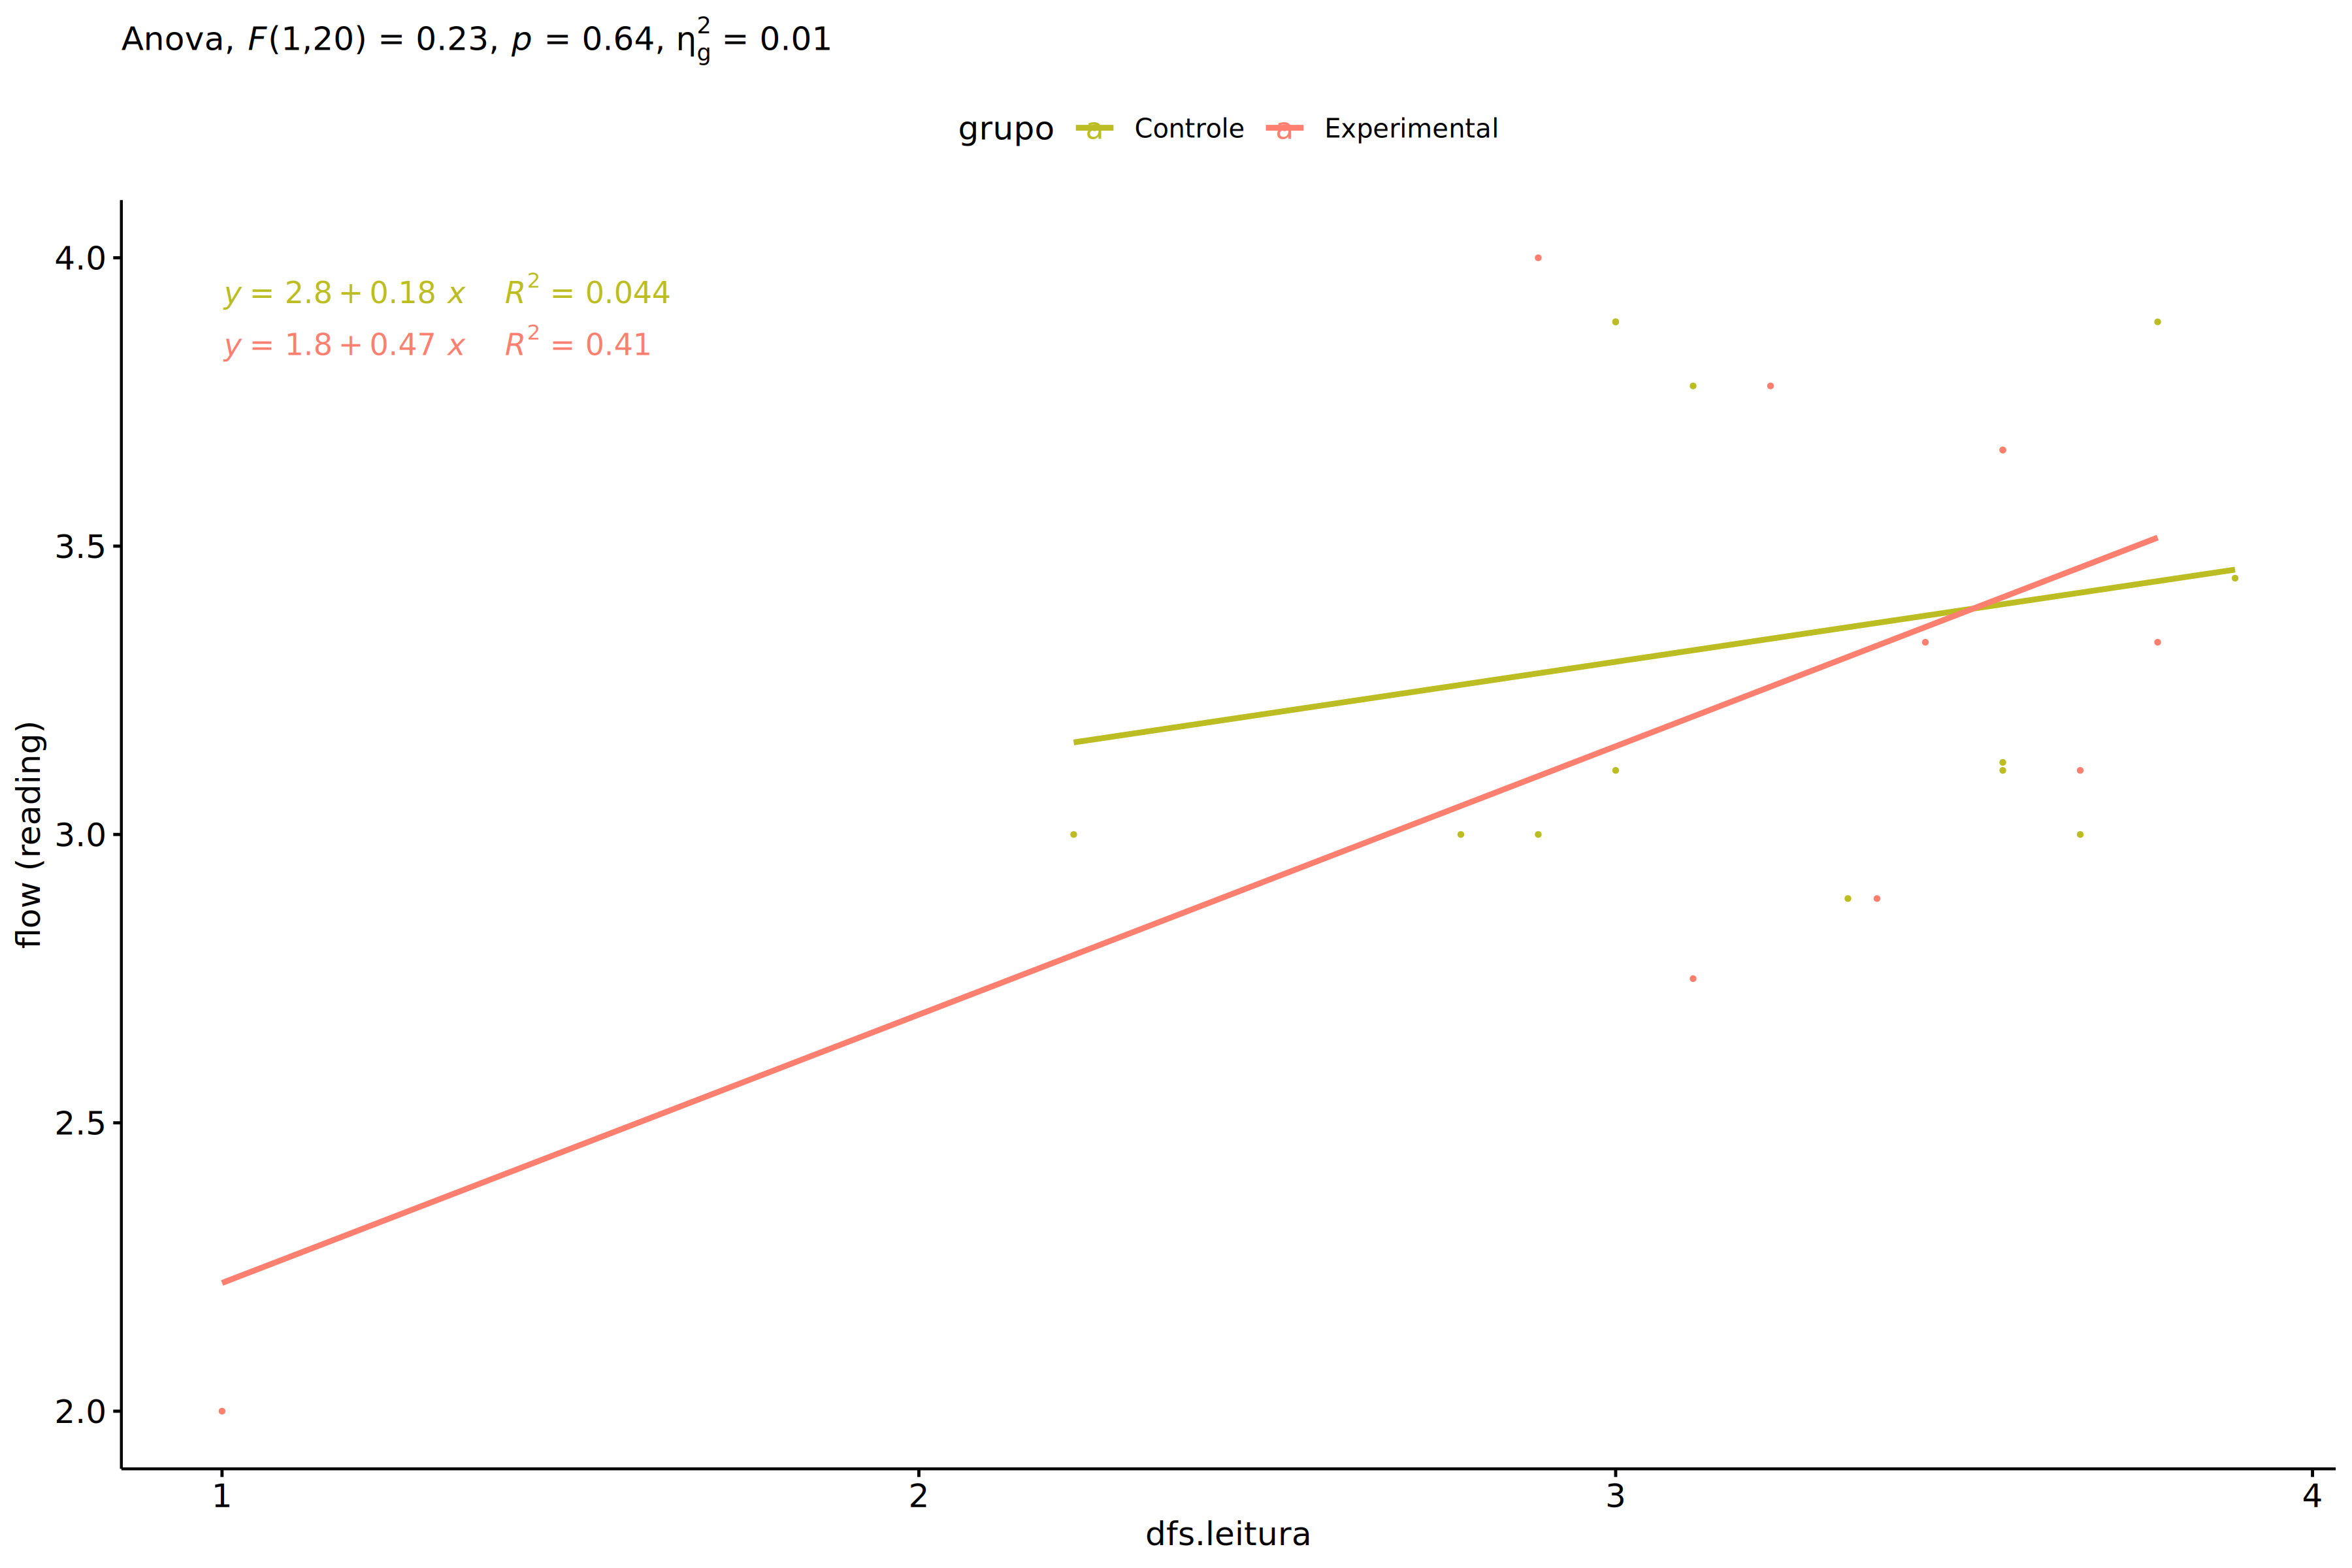 Anova, F(1,20) = 0.23, p = 0.64, η²g = 0.01
grupo a Controle a Experimental
4.0
y = 2.8 + 0.18 x R² = 0.044
y = 1.8 + 0.47 x R² = 0.41
3.5
3.0
2.5
2.0
flow (reading)
1 2 3 4
dfs.leitura